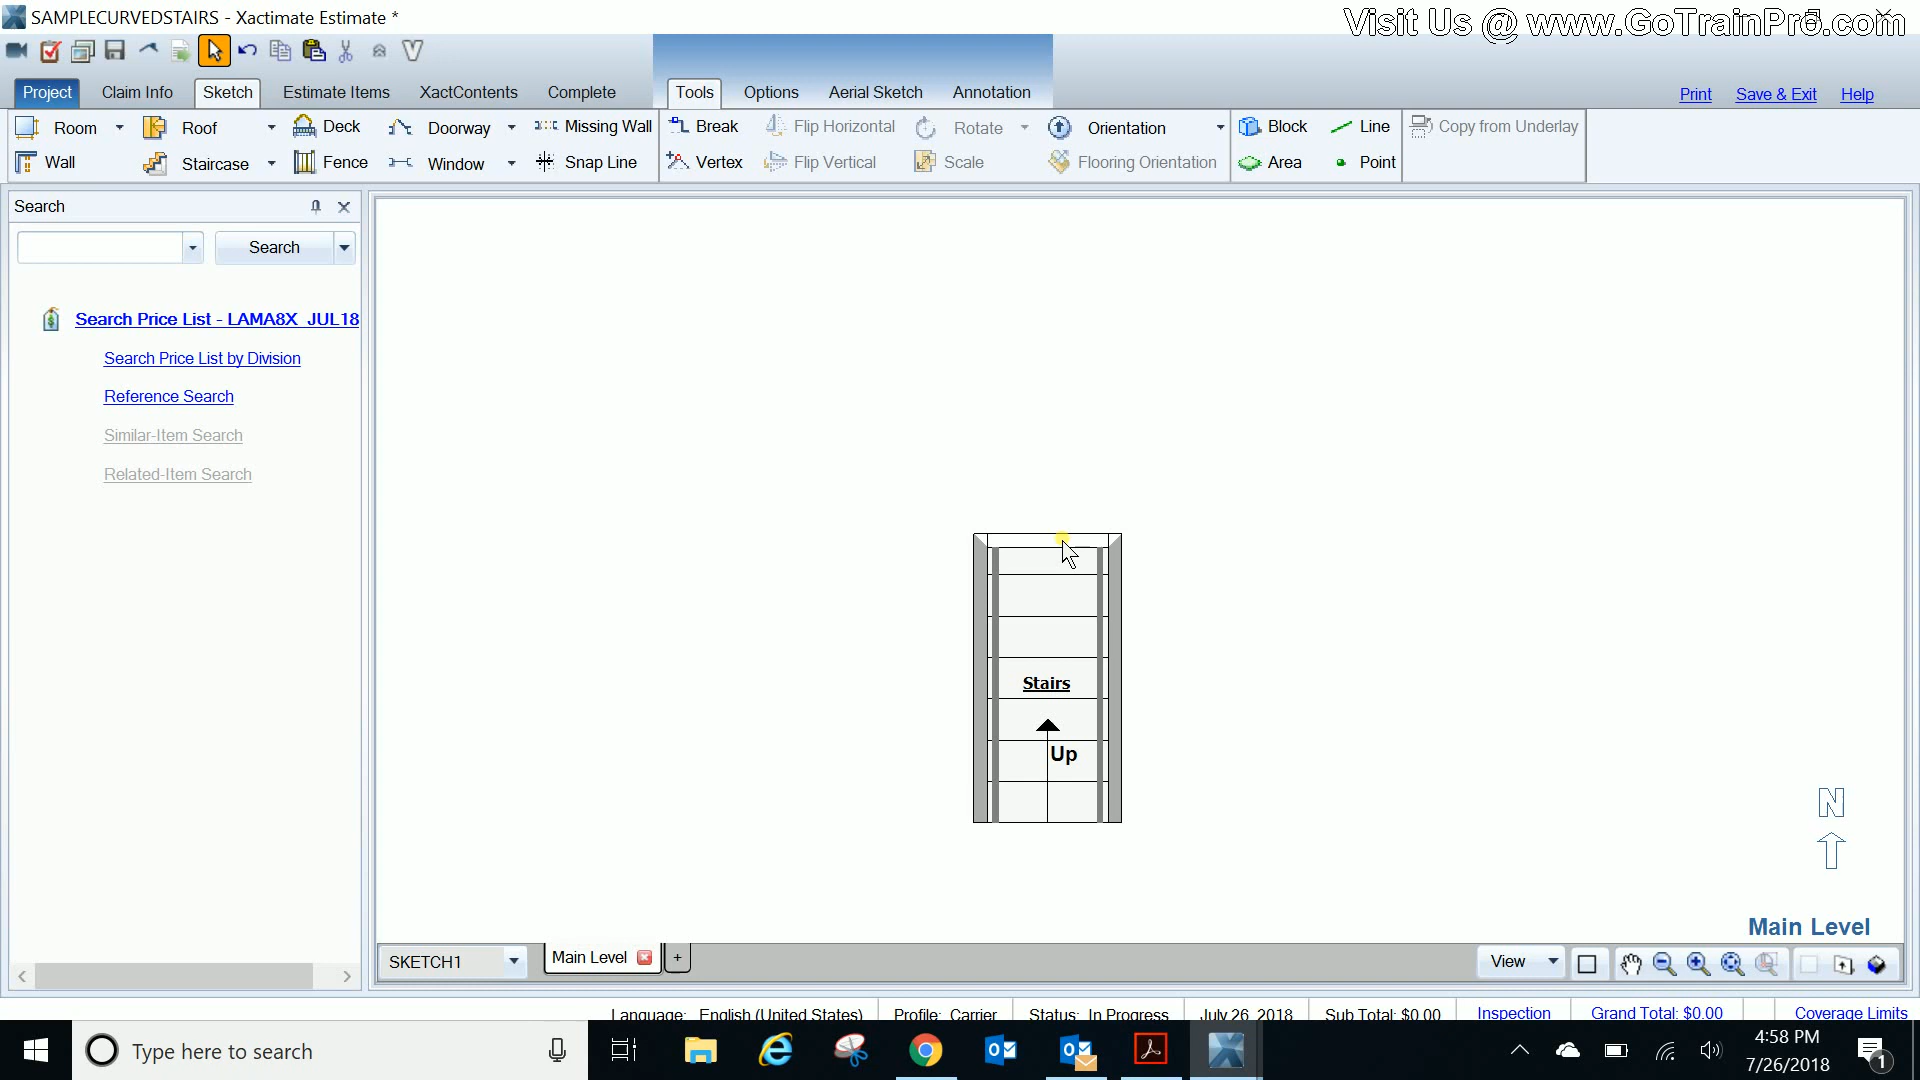 SAMPLECURVEDSTAIRS - Xactimate Estimate *
Visit Us @ www.GoTrainPro.com
Project Claim Info Sketch Estimate Items XactContents Complete Tools Options Aerial Sketch Annotation Print Save & Exit Help
Room Roof Deck Doorway Missing Wall Break Flip Horizontal Rotate Orientation Block Line Copy from Underlay
Wall Staircase Fence Window Snap Line Vertex Flip Vertical Scale Flooring Orientation Area Point
Search
Search
Search Price List - LAMA8X_JUL18
Search Price List by Division
Reference Search
Similar-Item Search
Related-Item Search
Stairs
Up
N
Main Level
SKETCH1 Main Level + View
Language: English (United States) Profile: Carrier Status: In Progress July 26, 2018 Sub Total: $0.00 Inspection Grand Total: $0.00 Coverage Limits
Type here to search
4:58 PM
7/26/2018
1